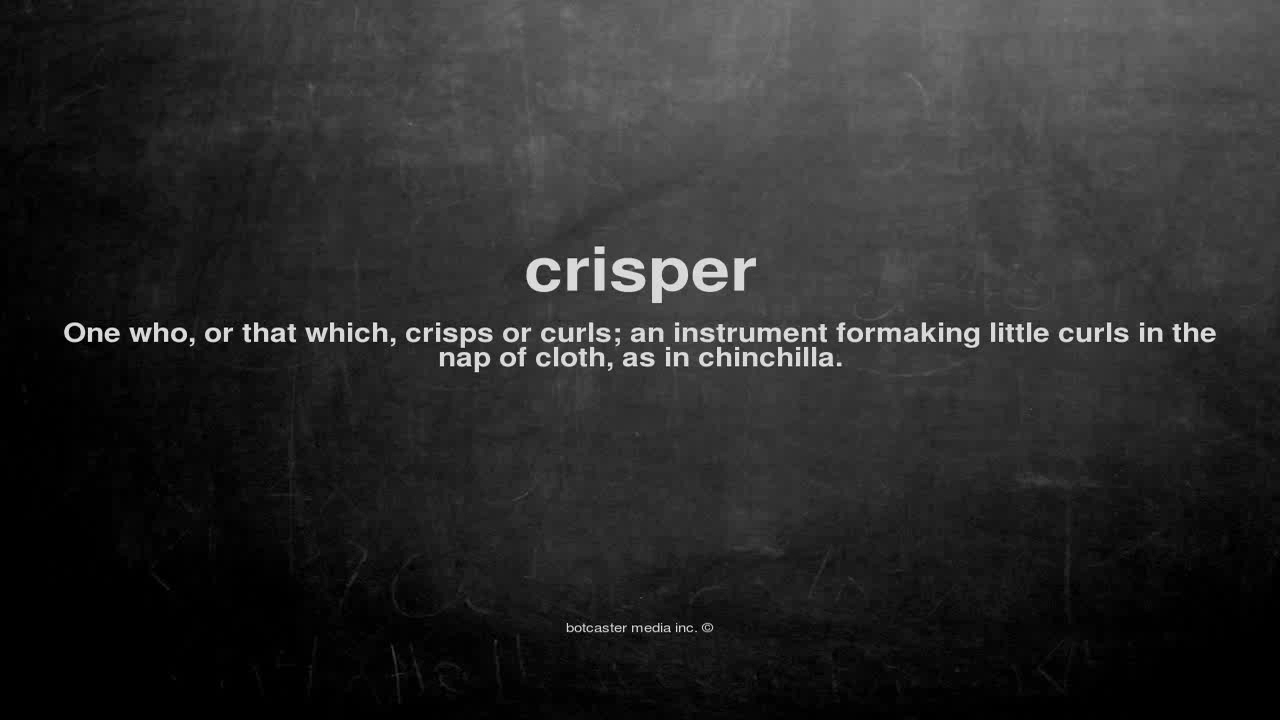 crisper
One who, or that which, crisps or curls; an instrument formaking little curls in the
nap of cloth, as in chinchilla.
botcaster media inc. ©